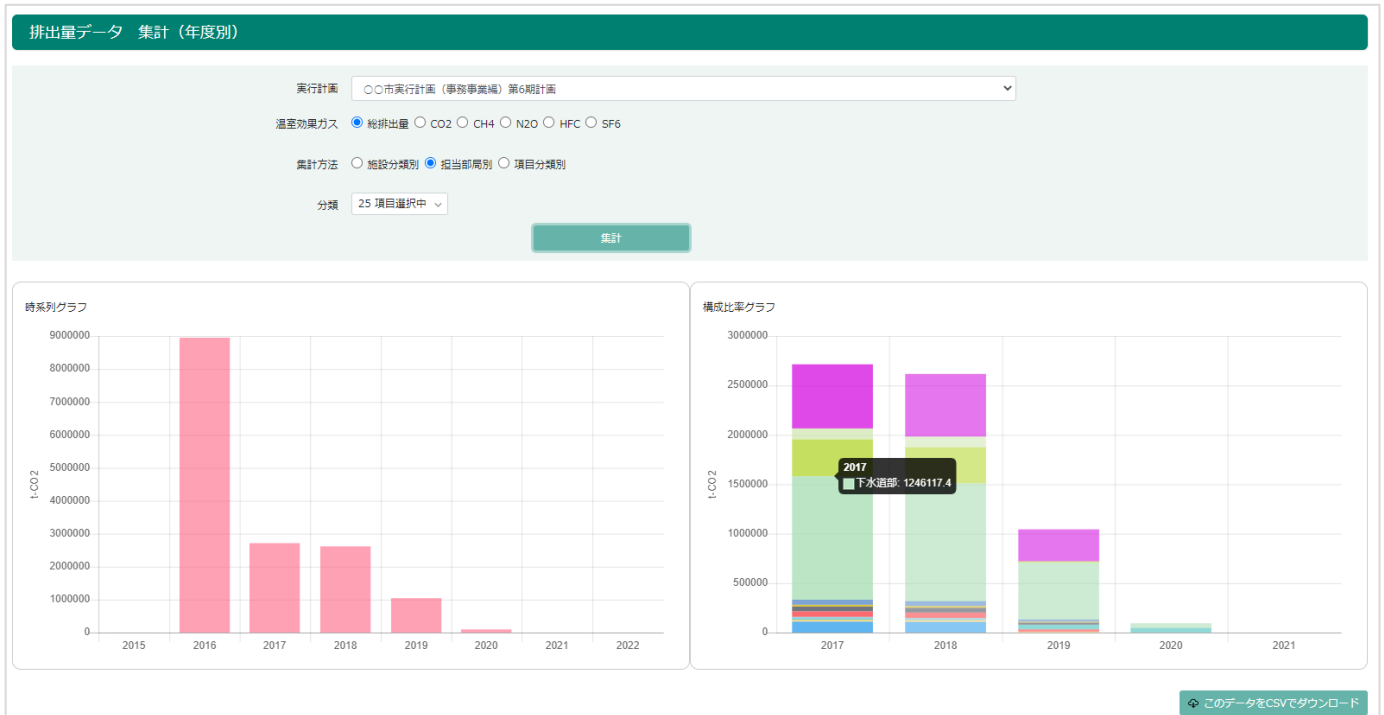 排出量データ　集計（年度別）
実行計画 ○○市実行計画（事務事業編）第6期計画
温室効果ガス 総排出量 CO2 CH4 N2O HFC SF6
集計方法 施設分類別 担当部局別 項目分類別
分類 25 項目選択中
集計
時系列グラフ
t-CO2
9000000
8000000
7000000
6000000
5000000
4000000
3000000
2000000
1000000
0
2015 2016 2017 2018 2019 2020 2021 2022
構成比率グラフ
t-CO2
3000000
2500000
2000000
1500000
1000000
500000
0
2017
下水道部: 1246117.4
2017 2018 2019 2020 2021
このデータをCSVでダウンロード